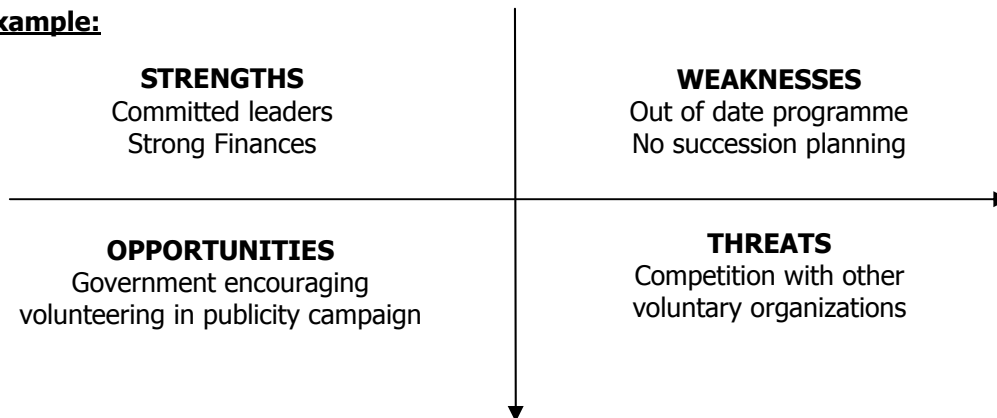 xample:
STRENGTHS
Committed leaders
Strong Finances
WEAKNESSES
Out of date programme
No succession planning
OPPORTUNITIES
Government encouraging
volunteering in publicity campaign
THREATS
Competition with other
voluntary organizations